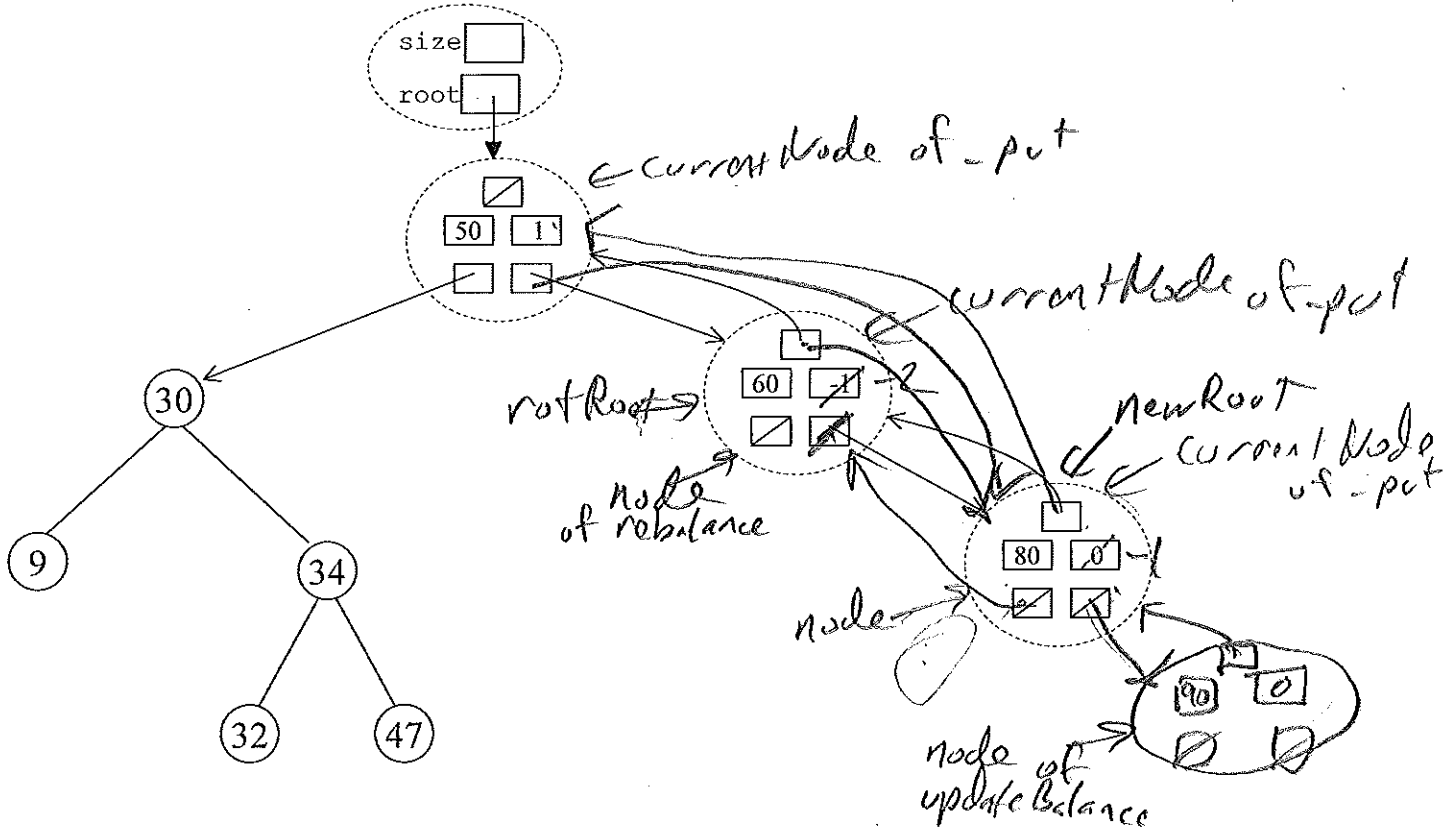 size
root
currentNode of _put
50 1
currentNode of _put
60 -1 -2
30
rotRoot
newRoot
currentNode
of _put
node
of rebalance
80 0 -1
9
34
node
90 0
32
47
node of
updateBalance